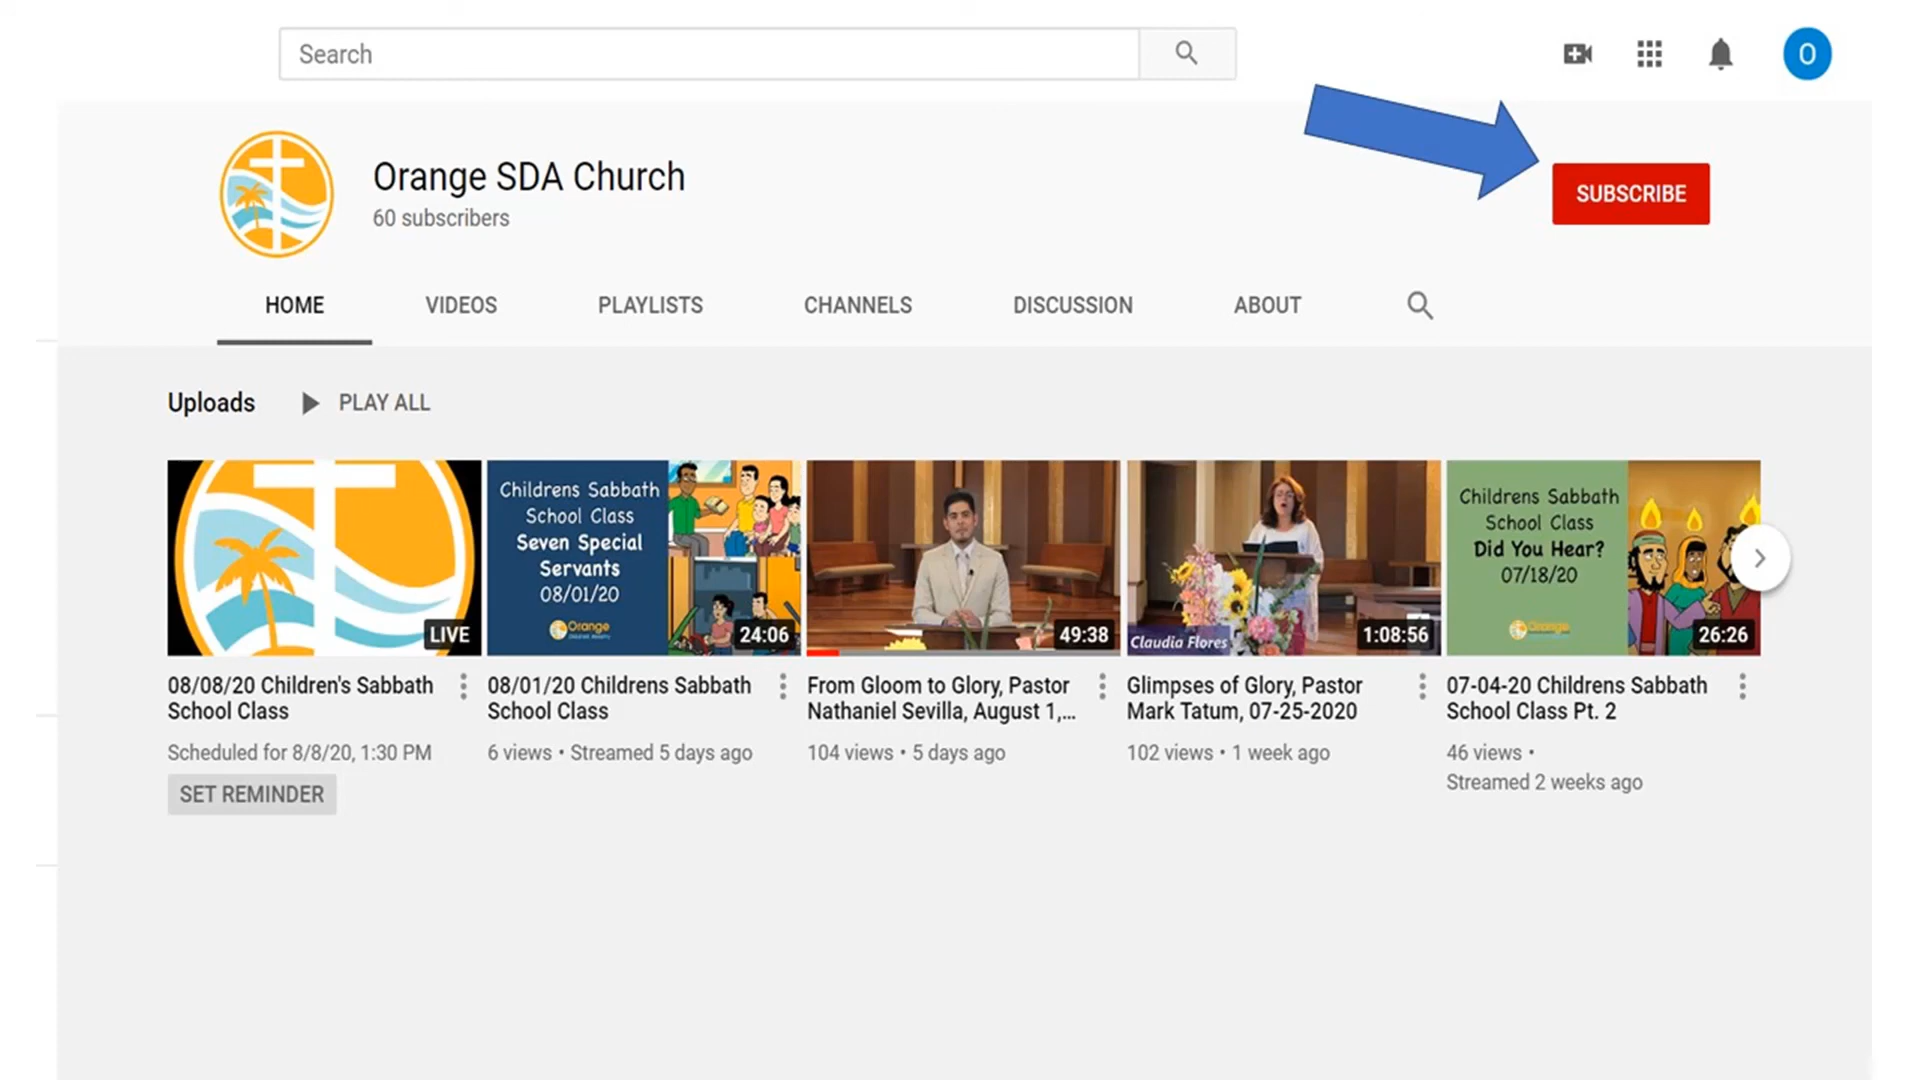 Search
O
Orange SDA Church
60 subscribers
SUBSCRIBE
HOME VIDEOS PLAYLISTS CHANNELS DISCUSSION ABOUT
Uploads PLAY ALL
LIVE
Childrens Sabbath
School Class
Seven Special
Servants
08/01/20
Orange
24:06
49:38
Claudia Flores
1:08:56
Childrens Sabbath
School Class
Did You Hear?
07/18/20
Orange
26:26
08/08/20 Children's Sabbath
School Class
Scheduled for 8/8/20, 1:30 PM
SET REMINDER
08/01/20 Childrens Sabbath
School Class
6 views • Streamed 5 days ago
From Gloom to Glory, Pastor
Nathaniel Sevilla, August 1,...
104 views • 5 days ago
Glimpses of Glory, Pastor
Mark Tatum, 07-25-2020
102 views • 1 week ago
07-04-20 Childrens Sabbath
School Class Pt. 2
46 views •
Streamed 2 weeks ago